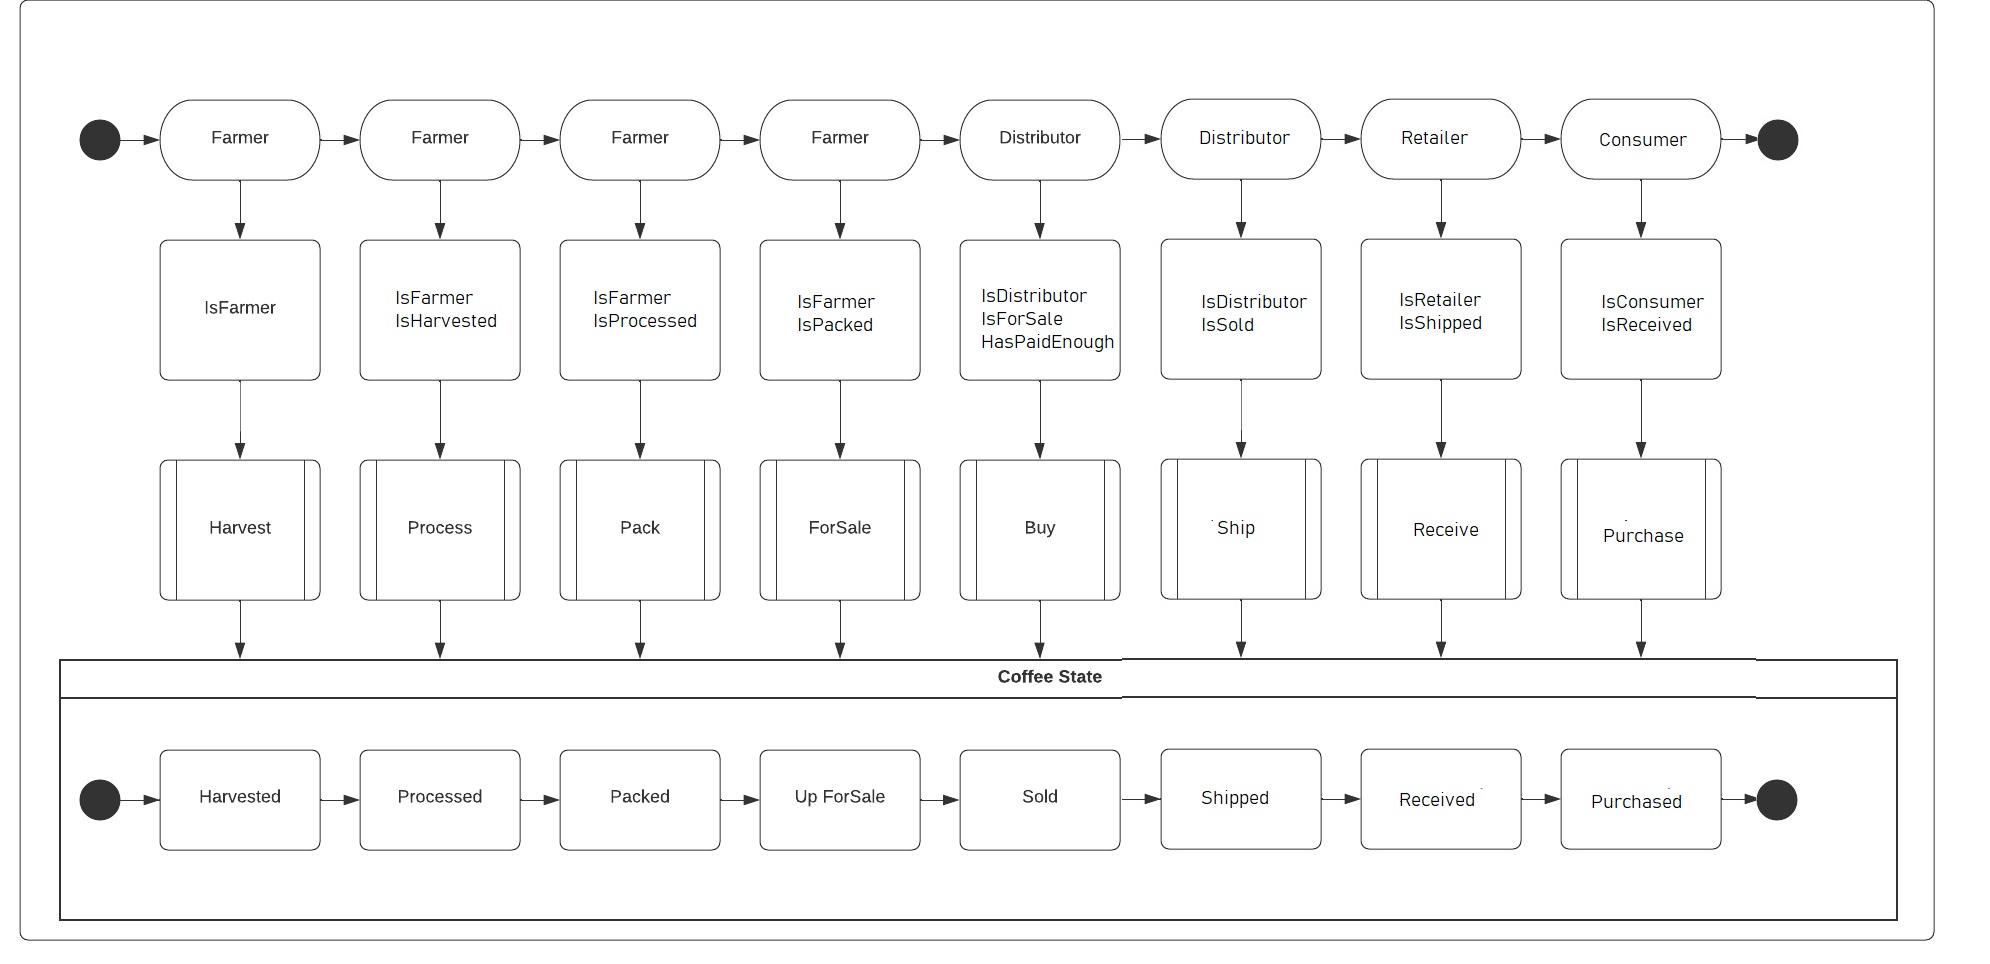 Farmer
Farmer
Farmer
Farmer
Distributor
Distributor
Retailer
Consumer
IsFarmer
IsFarmer
IsHarvested
IsFarmer
IsProcessed
IsFarmer
IsPacked
IsDistributor
IsForSale
HasPaidEnough
IsDistributor
IsSold
IsRetailer
IsShipped
IsConsumer
IsReceived
Harvest
Process
Pack
ForSale
Buy
Ship
Receive
Purchase
Coffee State
Harvested
Processed
Packed
Up ForSale
Sold
Shipped
Received
Purchased